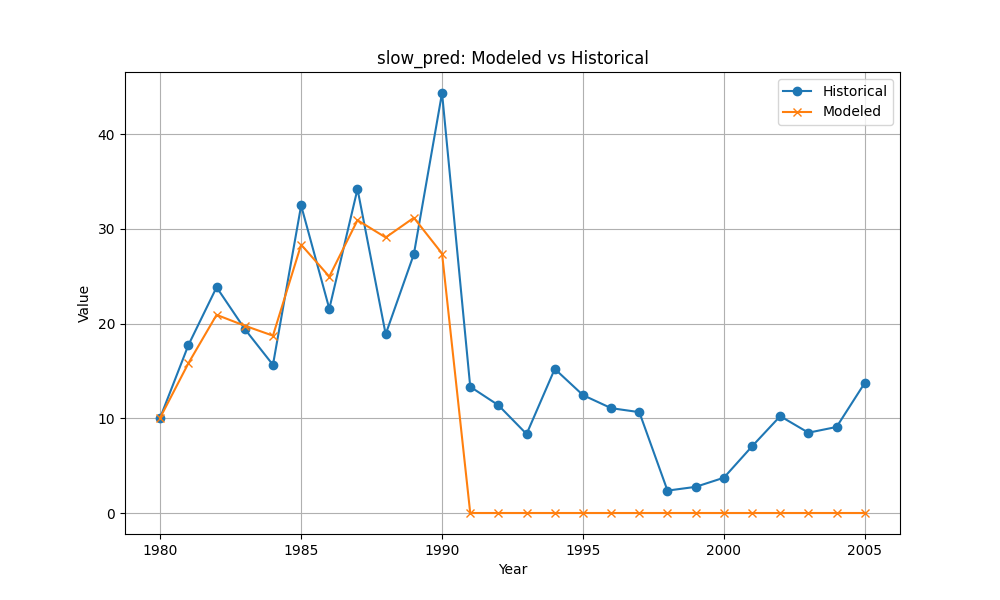 slow_pred: Modeled vs Historical
Historical
Modeled
Value
40
30
20
10
0
1980
1985
1990
1995
2000
2005
Year